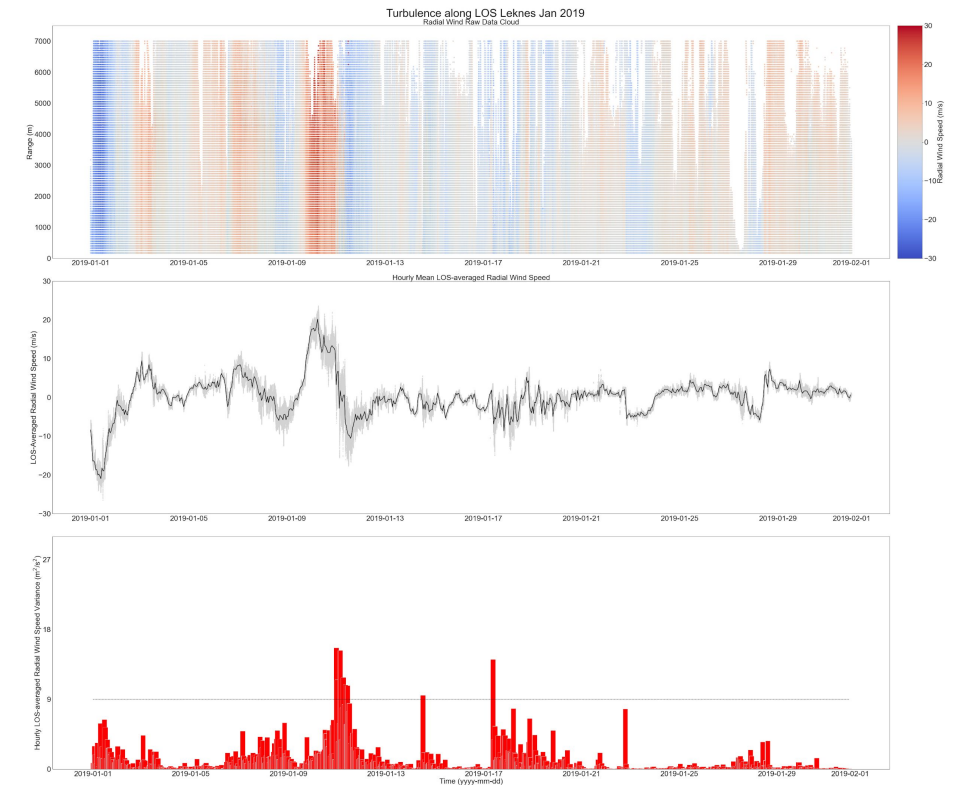 Turbulence along LOS Leknes Jan 2019
Radial Wind Raw Data Cloud
7000
6000
5000
4000
3000
2000
1000
0
Range (m)
2019-01-01 2019-01-05 2019-01-09 2019-01-13 2019-01-17 2019-01-21 2019-01-25 2019-01-29 2019-02-01
30
20
10
0
−10
−20
−30
Radial Wind Speed (m/s)
Hourly Mean LOS-averaged Radial Wind Speed
30
20
10
0
−10
−20
−30
LOS-Averaged Radial Wind Speed (m/s)
2019-01-01 2019-01-05 2019-01-09 2019-01-13 2019-01-17 2019-01-21 2019-01-25 2019-01-29 2019-02-01
27
18
9
0
Hourly LOS-averaged Radial Wind Speed Variance (m²/s²)
2019-01-01 2019-01-05 2019-01-09 2019-01-13 2019-01-17 2019-01-21 2019-01-25 2019-01-29 2019-02-01
Time (yyyy-mm-dd)